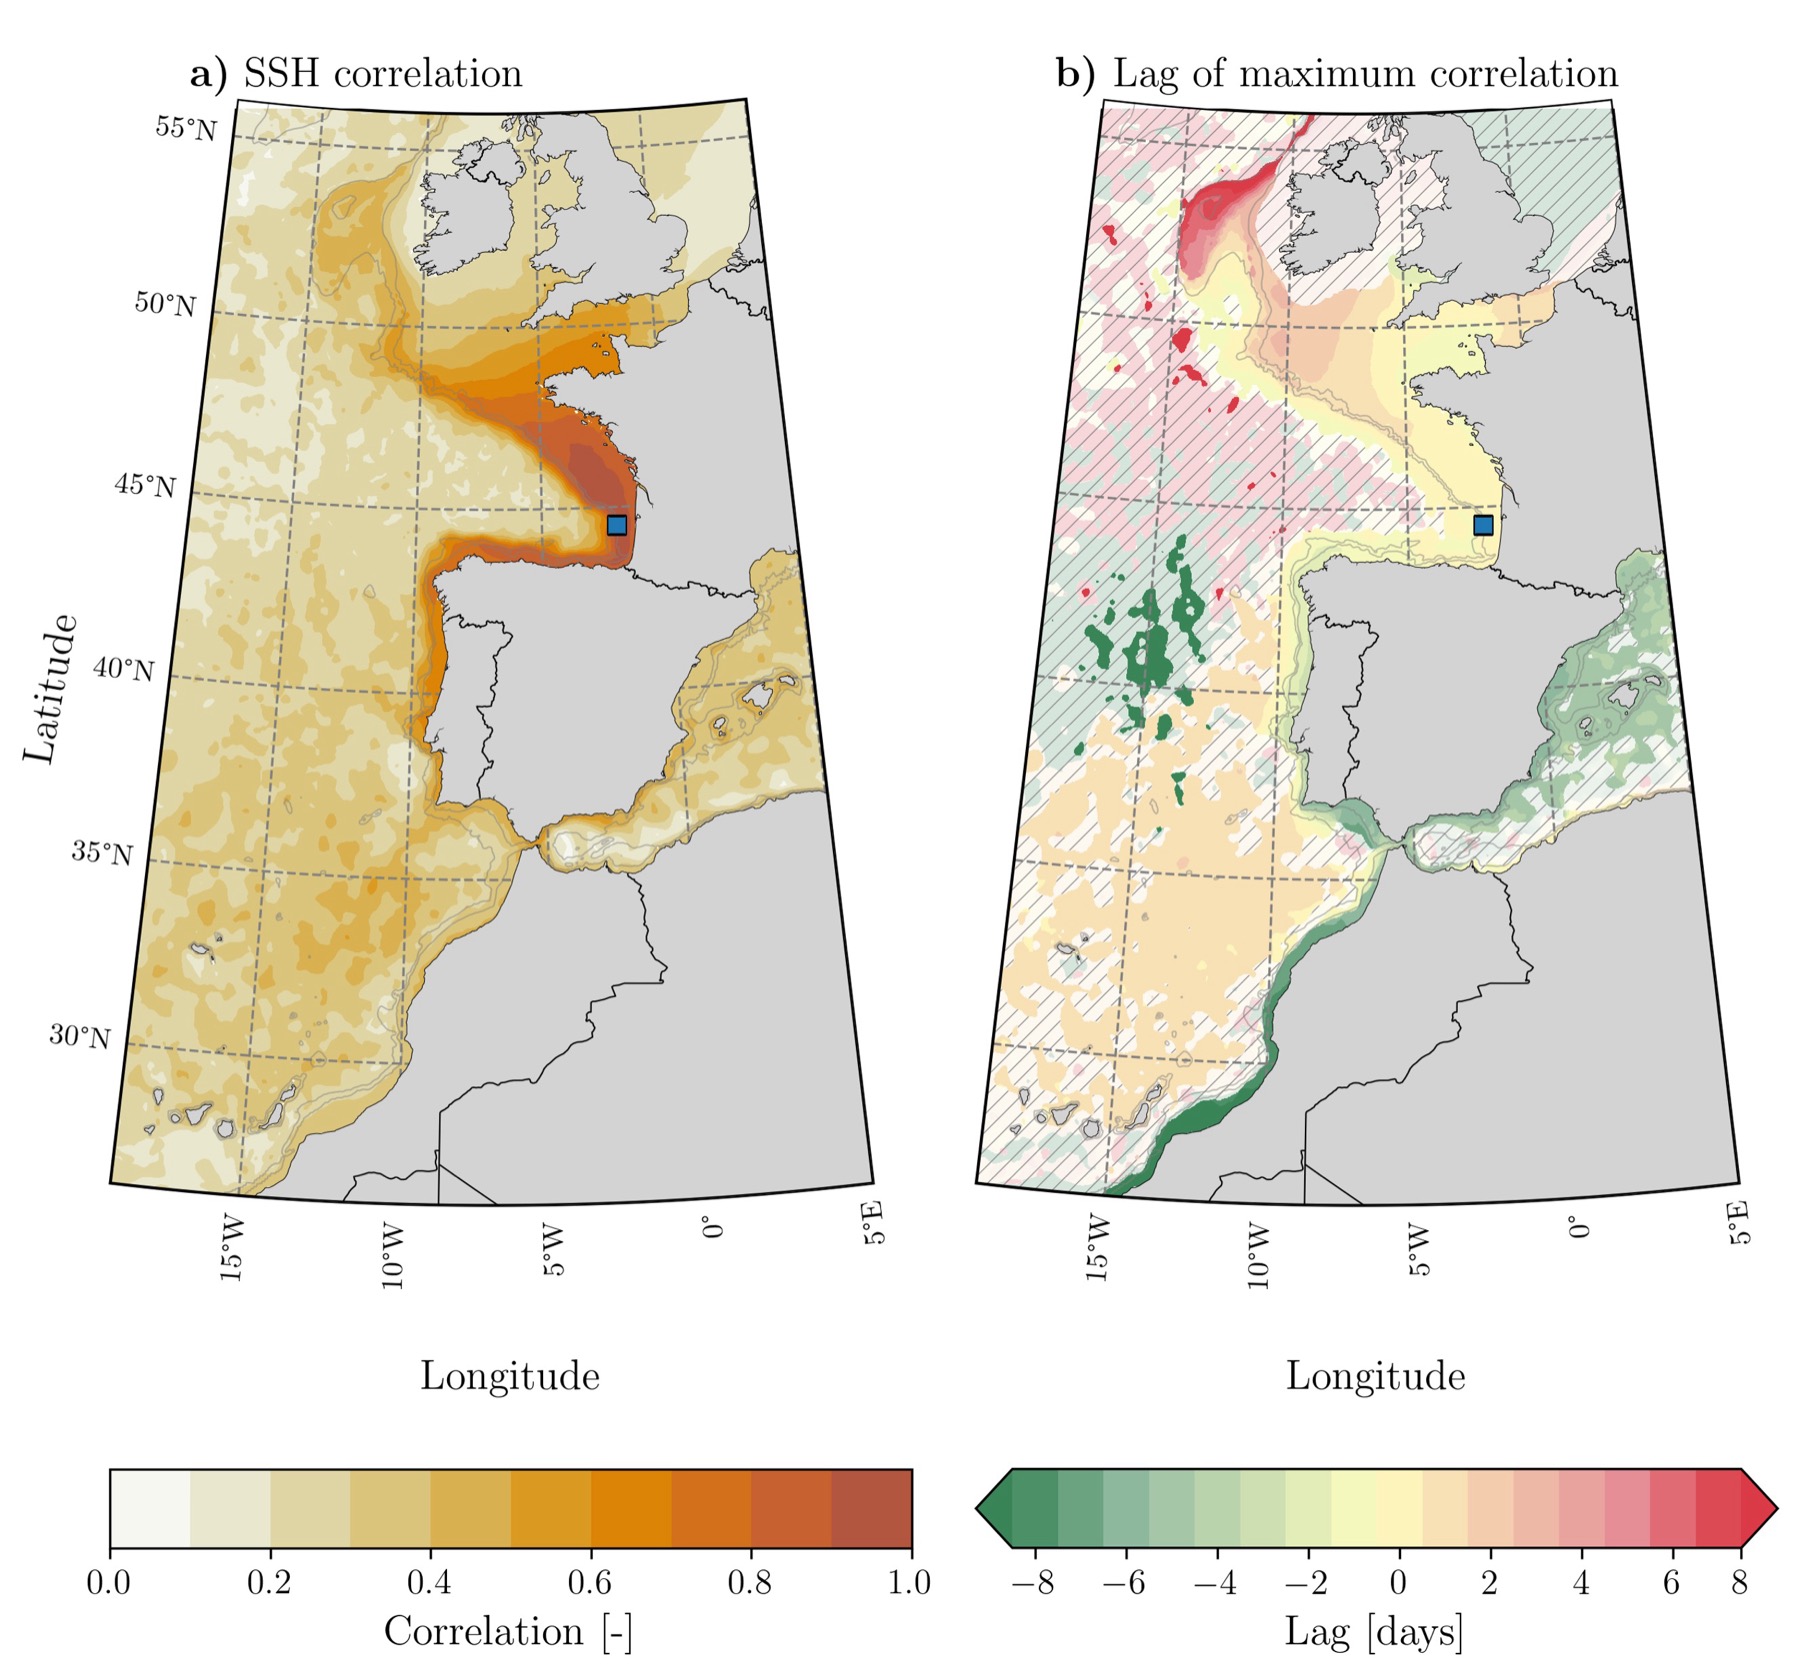 a) SSH correlation
b) Lag of maximum correlation
55°N
50°N
45°N
40°N
35°N
30°N
Latitude
15°W
10°W
5°W
0°
5°E
15°W
10°W
5°W
0°
5°E
Longitude
Longitude
0.0 0.2 0.4 0.6 0.8 1.0
Correlation [-]
−8 −6 −4 −2 0 2 4 6 8
Lag [days]